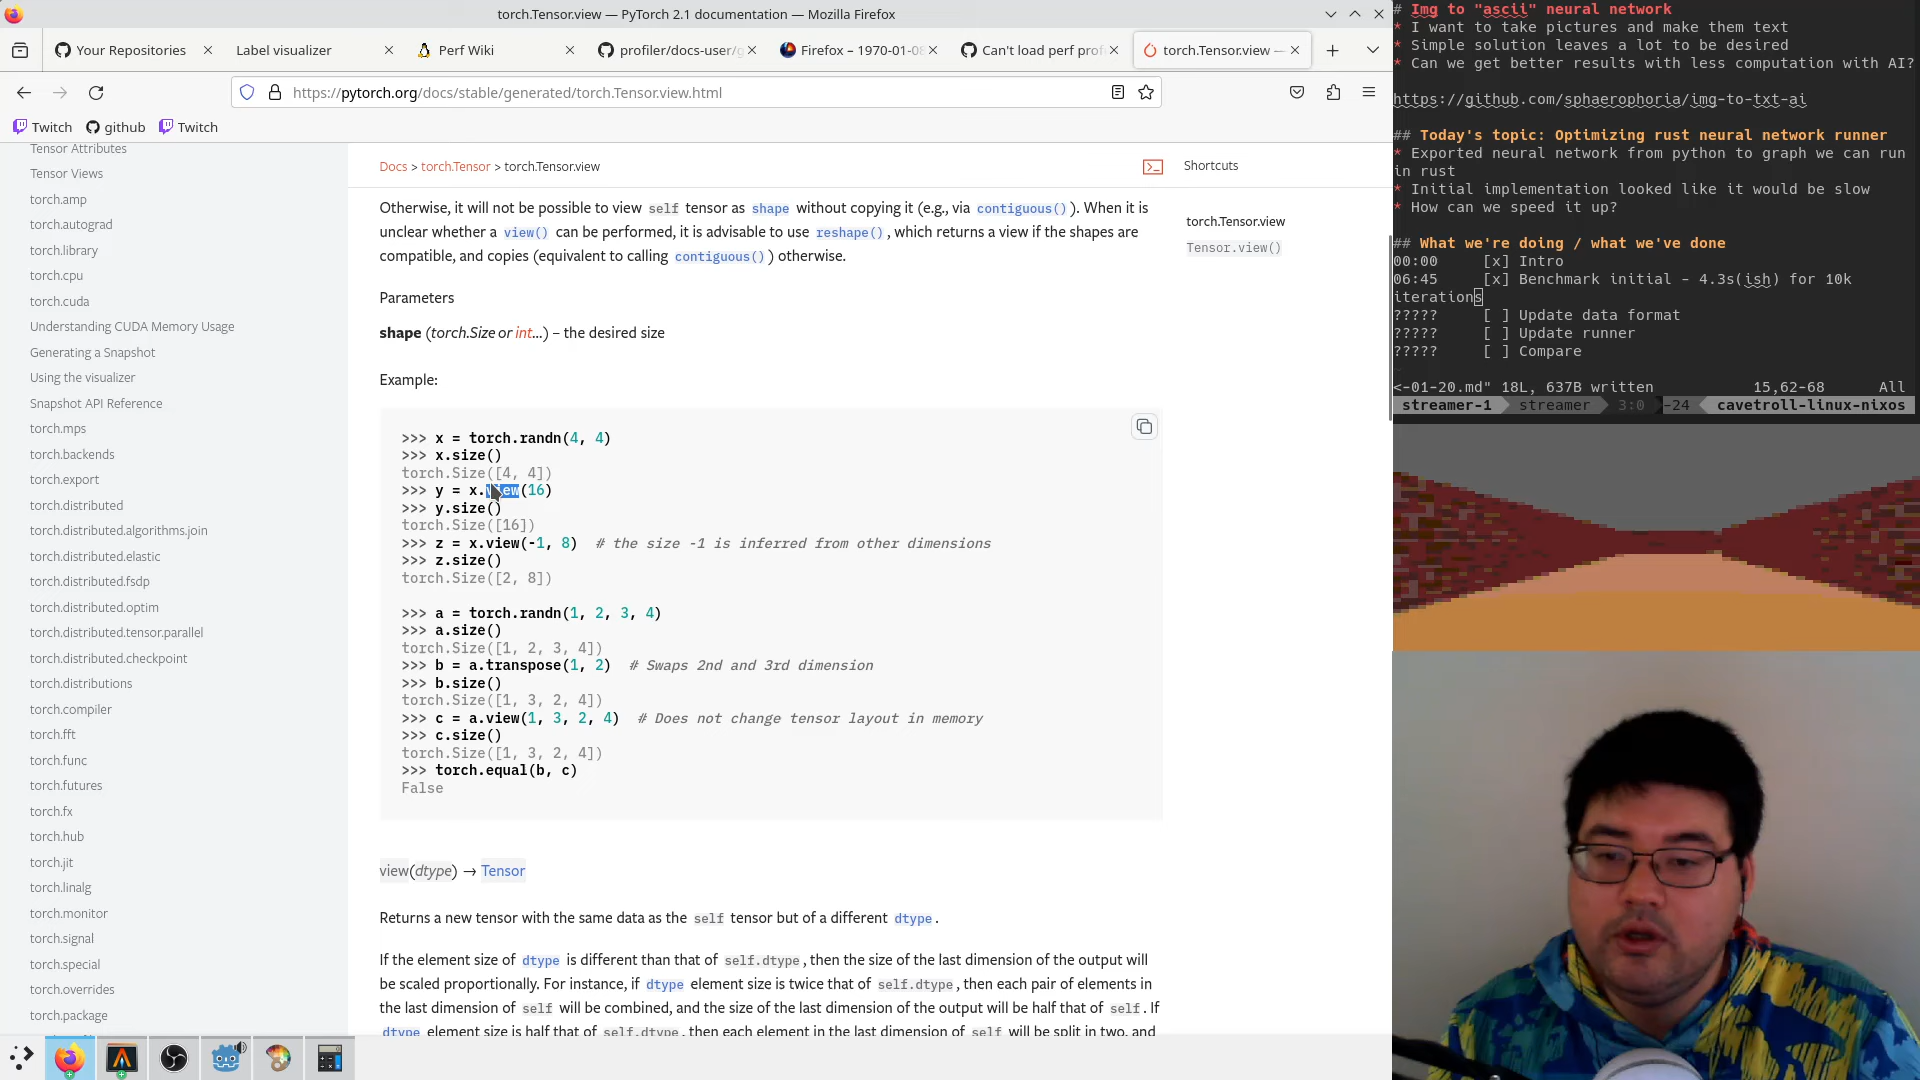 torch.Tensor.view — PyTorch 2.1 documentation — Mozilla Firefox
Your Repositories
Label visualizer
Perf Wiki
profiler/docs-user/g
Firefox – 1970-01-08
Can't load perf prof
torch.Tensor.view —
https://pytorch.org/docs/stable/generated/torch.Tensor.view.html
Twitch
github
Twitch
Tensor Attributes
Tensor Views
torch.amp
torch.autograd
torch.library
torch.cpu
torch.cuda
Understanding CUDA Memory Usage
Generating a Snapshot
Using the visualizer
Snapshot API Reference
torch.mps
torch.backends
torch.export
torch.distributed
torch.distributed.algorithms.join
torch.distributed.elastic
torch.distributed.fsdp
torch.distributed.optim
torch.distributed.tensor.parallel
torch.distributed.checkpoint
torch.distributions
torch.compiler
torch.fft
torch.func
torch.futures
torch.fx
torch.hub
torch.jit
torch.linalg
torch.monitor
torch.signal
torch.special
torch.overrides
torch.package
Docs > torch.Tensor > torch.Tensor.view
Otherwise, it will not be possible to view self tensor as shape without copying it (e.g., via contiguous()). When it is
unclear whether a view() can be performed, it is advisable to use reshape(), which returns a view if the shapes are
compatible, and copies (equivalent to calling contiguous()) otherwise.
Parameters
shape (torch.Size or int...) – the desired size
Example:
>>> x = torch.randn(4, 4)
>>> x.size()
torch.Size([4, 4])
>>> y = x.view(16)
>>> y.size()
torch.Size([16])
>>> z = x.view(-1, 8)  # the size -1 is inferred from other dimensions
>>> z.size()
torch.Size([2, 8])
>>> a = torch.randn(1, 2, 3, 4)
>>> a.size()
torch.Size([1, 2, 3, 4])
>>> b = a.transpose(1, 2)  # Swaps 2nd and 3rd dimension
>>> b.size()
torch.Size([1, 3, 2, 4])
>>> c = a.view(1, 3, 2, 4)  # Does not change tensor layout in memory
>>> c.size()
torch.Size([1, 3, 2, 4])
>>> torch.equal(b, c)
False
view(dtype) → Tensor
Returns a new tensor with the same data as the self tensor but of a different dtype.
If the element size of dtype is different than that of self.dtype, then the size of the last dimension of the output will
be scaled proportionally. For instance, if dtype element size is twice that of self.dtype, then each pair of elements in
the last dimension of self will be combined, and the size of the last dimension of the output will be half that of self. If
dtype element size is half that of self.dtype, then each element in the last dimension of self will be split in two, and
Shortcuts
torch.Tensor.view
Tensor.view()
# Img to "ascii" neural network
* I want to take pictures and make them text
* Simple solution leaves a lot to be desired
* Can we get better results with less computation with AI?
https://github.com/sphaerophoria/img-to-txt-ai
## Today's topic: Optimizing rust neural network runner
* Exported neural network from python to graph we can run
in rust
* Initial implementation looked like it would be slow
* How can we speed it up?
## What we're doing / what we've done
00:00 [x] Intro
06:45 [x] Benchmark initial - 4.3s(ish) for 10k
iterations
????? [ ] Update data format
????? [ ] Update runner
????? [ ] Compare
~
<-01-20.md" 18L, 637B written 15,62-68 All
streamer-1 streamer 3:0 -24 cavetroll-linux-nixos